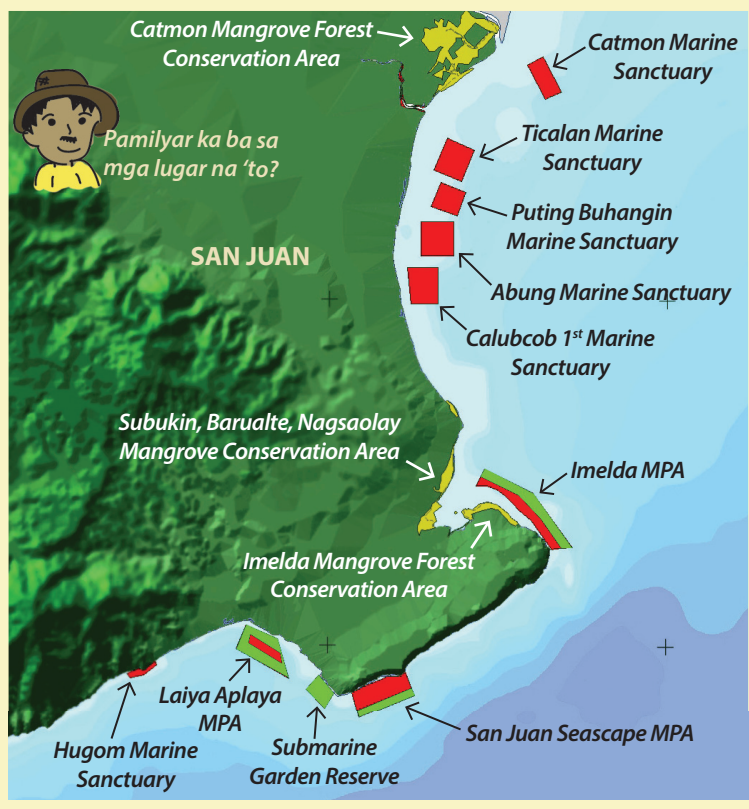 Catmon Mangrove Forest
Conservation Area
Catmon Marine
Sanctuary
Pamilyar ka ba sa
mga lugar na ‘to?
Ticalan Marine
Sanctuary
Puting Buhangin
Marine Sanctuary
SAN JUAN
Abung Marine Sanctuary
Calubcob 1st Marine
Sanctuary
Subukin, Barualte, Nagsaolay
Mangrove Conservation Area
Imelda MPA
Imelda Mangrove Forest
Conservation Area
Laiya Aplaya
MPA
San Juan Seascape MPA
Hugom Marine
Sanctuary
Submarine
Garden Reserve